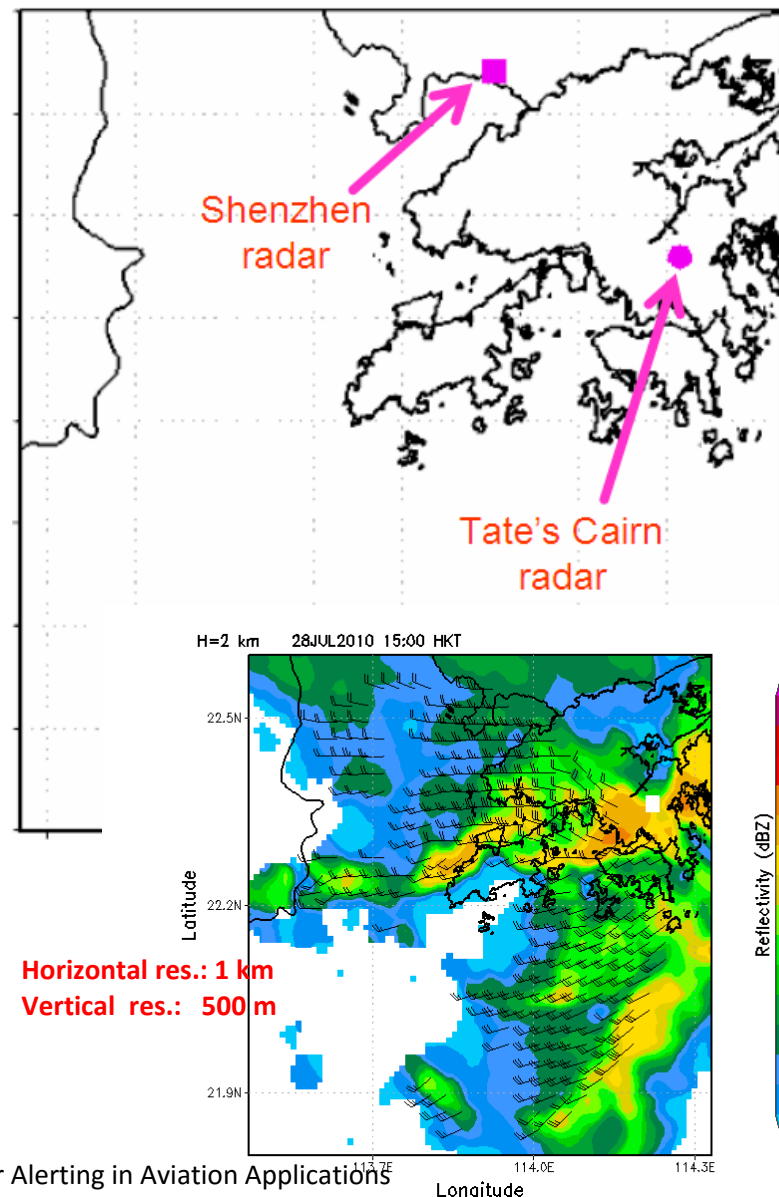 Shenzhen
radar
Tate's Cairn
radar
H=2 km 28JUL2010 15:00 HKT
22.5N
22.2N
21.9N
Latitude
Reflectivity (dBZ)
Horizontal res.: 1 km
Vertical res.: 500 m
113.7E
114.0E
114.3E
Longitude
r Alerting in Aviation Applications